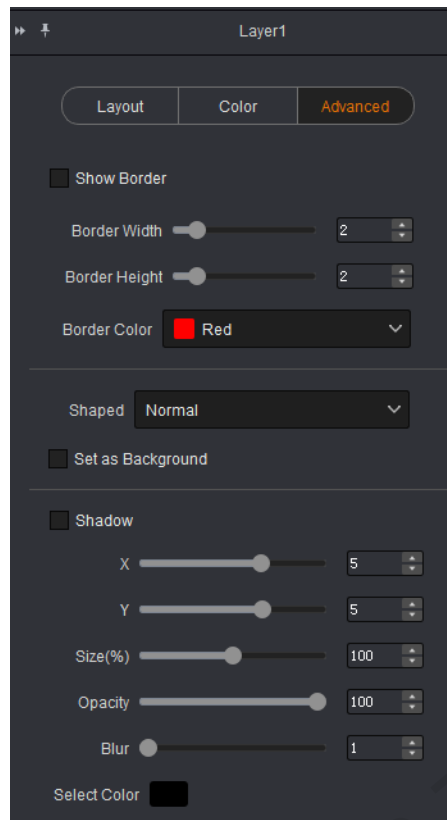 Layer1
Layout Color Advanced
Show Border
Border Width 2
Border Height 2
Border Color Red
Shaped Normal
Set as Background
Shadow
X 5
Y 5
Size(%) 100
Opacity 100
Blur 1
Select Color